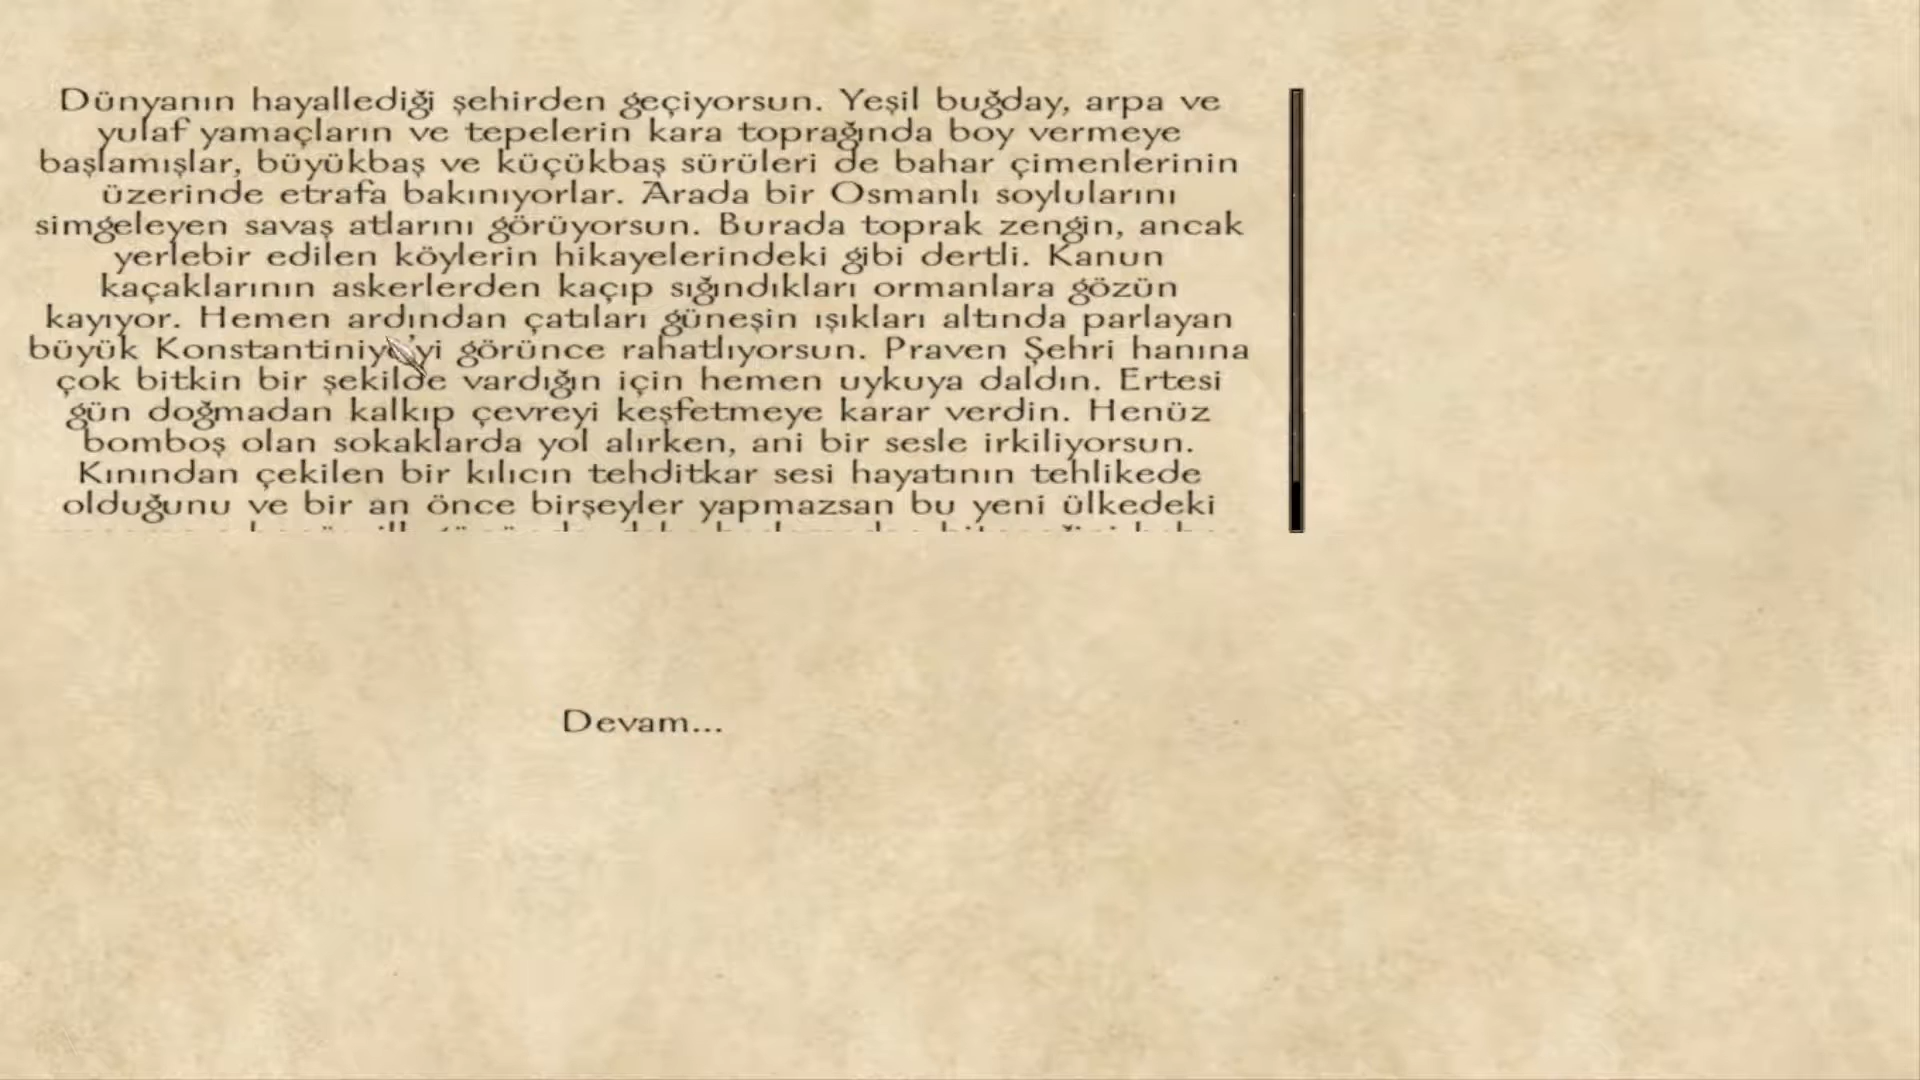 Dünyanın hayallediği şehirden geçiyorsun. Yeşil buğday, arpa ve
yulaf yamaçların ve tepelerin kara toprağında boy vermeye
başlamışlar, büyükbaş ve küçükbaş sürüleri de bahar çimenlerinin
üzerinde etrafa bakınıyorlar. Arada bir Osmanlı soylularını
simgeleyen savaş atlarını görüyorsun. Burada toprak zengin, ancak
yerlebir edilen köylerin hikayelerindeki gibi dertli. Kanun
kaçaklarının askerlerden kaçıp sığındıkları ormanlara gözün
kayıyor. Hemen ardından çatıları güneşin ışıkları altında parlayan
büyük Konstantiniye'yi görünce rahatlıyorsun. Praven Şehri hanına
çok bitkin bir şekilde vardığın için hemen uykuya daldın. Ertesi
gün doğmadan kalkıp çevreyi keşfetmeye karar verdin. Henüz
bomboş olan sokaklarda yol alırken, ani bir sesle irkiliyorsun.
Kınından çekilen bir kılıcın tehditkar sesi hayatının tehlikede
olduğunu ve bir an önce birşeyler yapmazsan bu yeni ülkedeki
Devam...